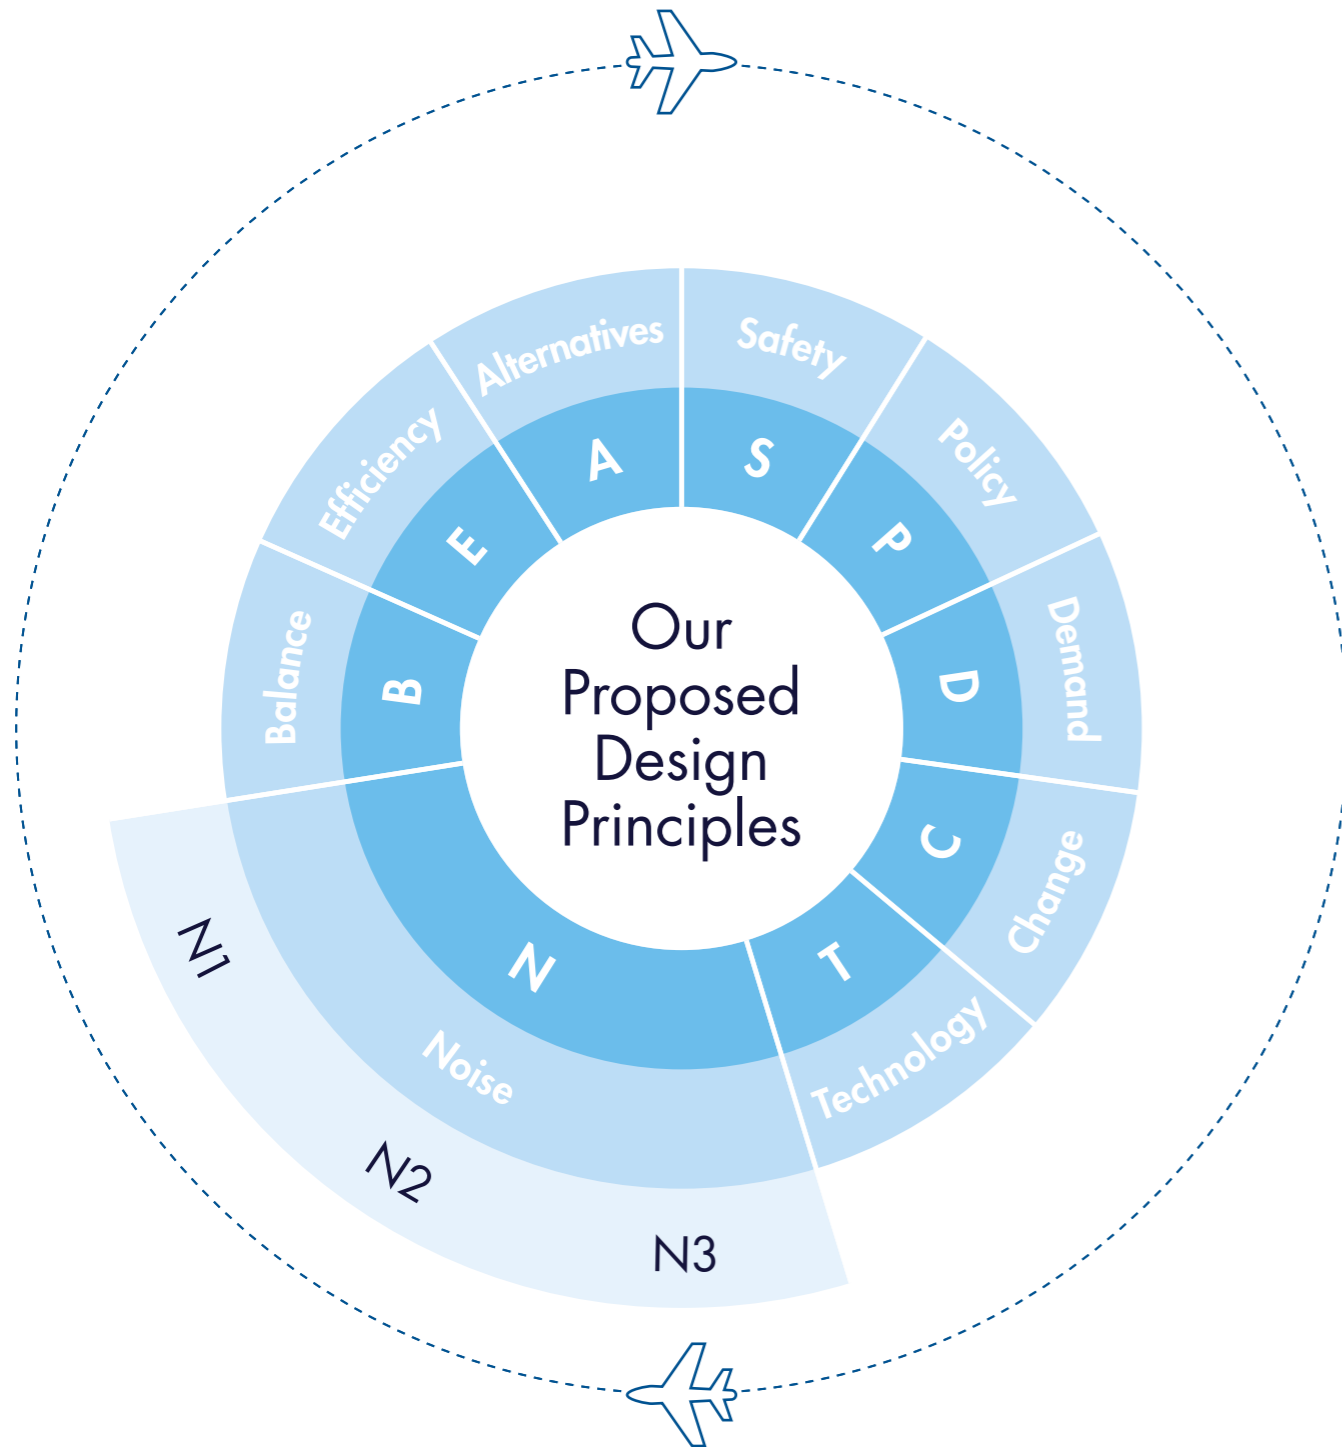 Our
Proposed
Design
Principles
S
Safety
P
Policy
D
Demand
C
Change
T
Technology
N
Noise
N1
N2
N3
B
Balance
E
Efficiency
A
Alternatives